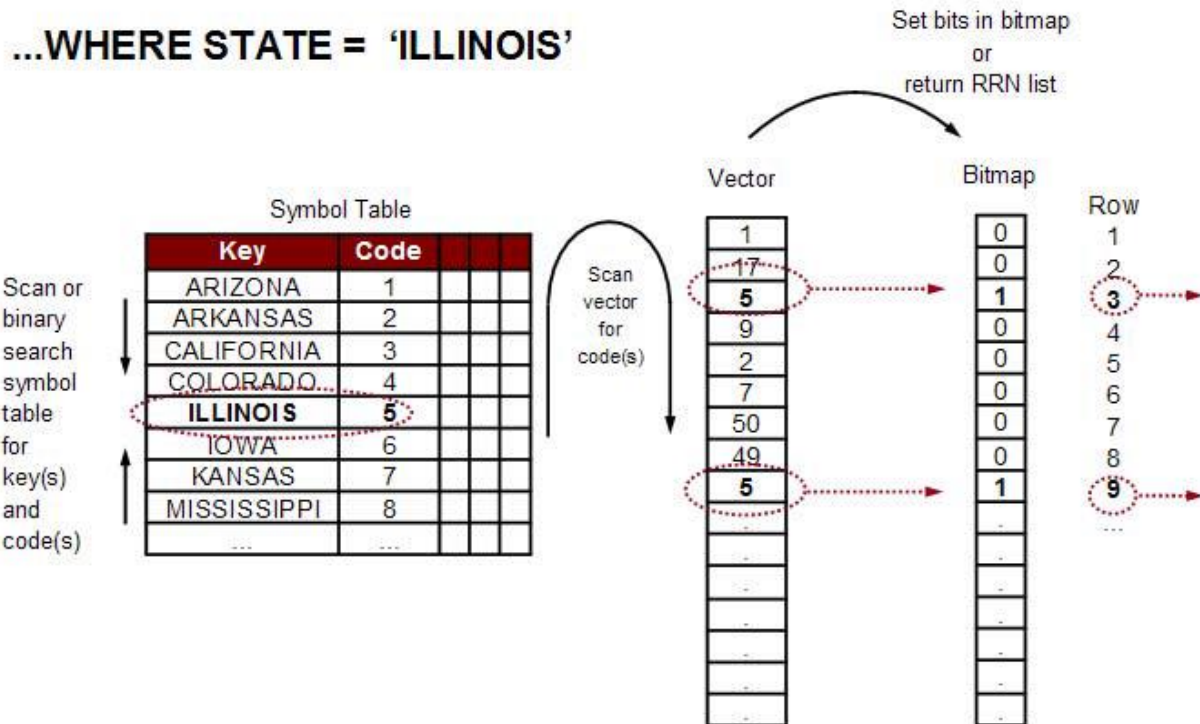 ...WHERE STATE = ‘ILLINOIS’
Set bits in bitmap
or
return RRN list
Symbol Table
Key Code
ARIZONA 1
ARKANSAS 2
CALIFORNIA 3
COLORADO 4
ILLINOIS 5
IOWA 6
KANSAS 7
MISSISSIPPI 8
... ...
Scan or
binary
search
symbol
table
for
key(s)
and
code(s)
Scan
vector
for
code(s)
Vector
1
17
5
9
2
7
50
49
5
.
.
.
.
.
.
.
Bitmap
0
0
1
0
0
0
0
0
1
.
.
.
.
.
.
.
Row
1
2
3
4
5
6
7
8
9
...